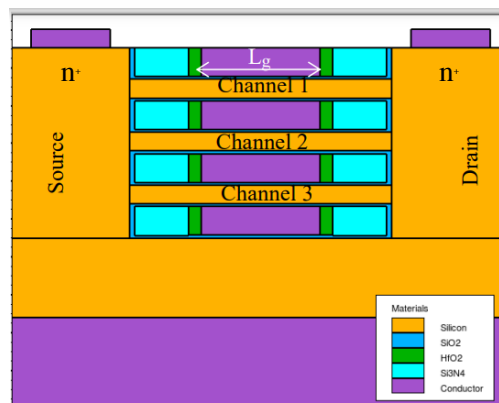 n+
Lg
n+
Channel 1
Channel 2
Channel 3
Source
Drain
Materials
Silicon
SiO2
HfO2
Si3N4
Conductor